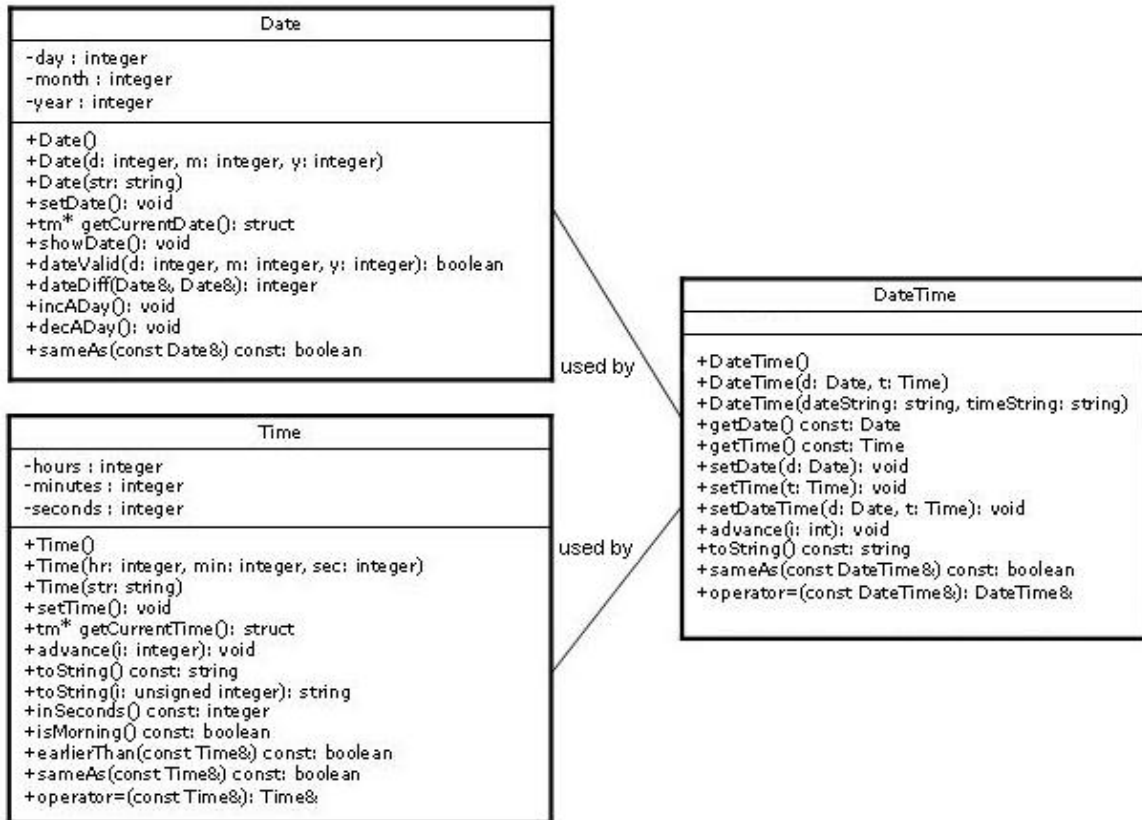 Date
-day : integer
-month : integer
-year : integer
+Date()
+Date(d: integer, m: integer, y: integer)
+Date(str: string)
+setDate(): void
+tm* getCurrentDate(): struct
+showDate(): void
+dateValid(d: integer, m: integer, y: integer): boolean
+dateDiff(Date&, Date&): integer
+incADay(): void
+decADay(): void
+sameAs(const Date&) const: boolean
used by
Time
-hours : integer
-minutes : integer
-seconds : integer
+Time()
+Time(hr: integer, min: integer, sec: integer)
+Time(str: string)
+setTime(): void
+tm* getCurrentTime(): struct
+advance(i: integer): void
+toString() const: string
+toString(i: unsigned integer): string
+inSeconds() const: integer
+isMorning() const: boolean
+earlierThan(const Time&) const: boolean
+sameAs(const Time&) const: boolean
+operator=(const Time&): Time&
used by
DateTime
+DateTime()
+DateTime(d: Date, t: Time)
+DateTime(dateString: string, timeString: string)
+getDate() const: Date
+getTime() const: Time
+setDate(d: Date): void
+setTime(t: Time): void
+setDateTime(d: Date, t: Time): void
+advance(i: int): void
+toString() const: string
+sameAs(const DateTime&) const: boolean
+operator=(const DateTime&): DateTime&